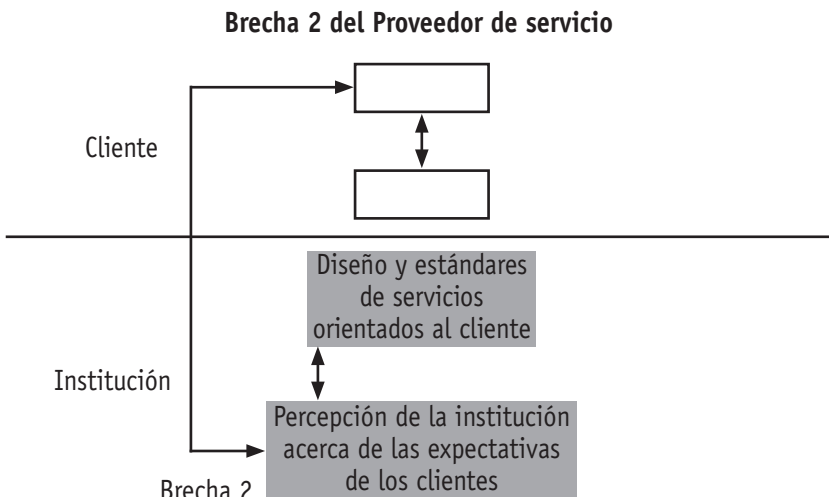 Brecha 2 del Proveedor de servicio
Cliente
Diseño y estándares
de servicios
orientados al cliente
Institución
Percepción de la institución
acerca de las expectativas
de los clientes
Brecha 2